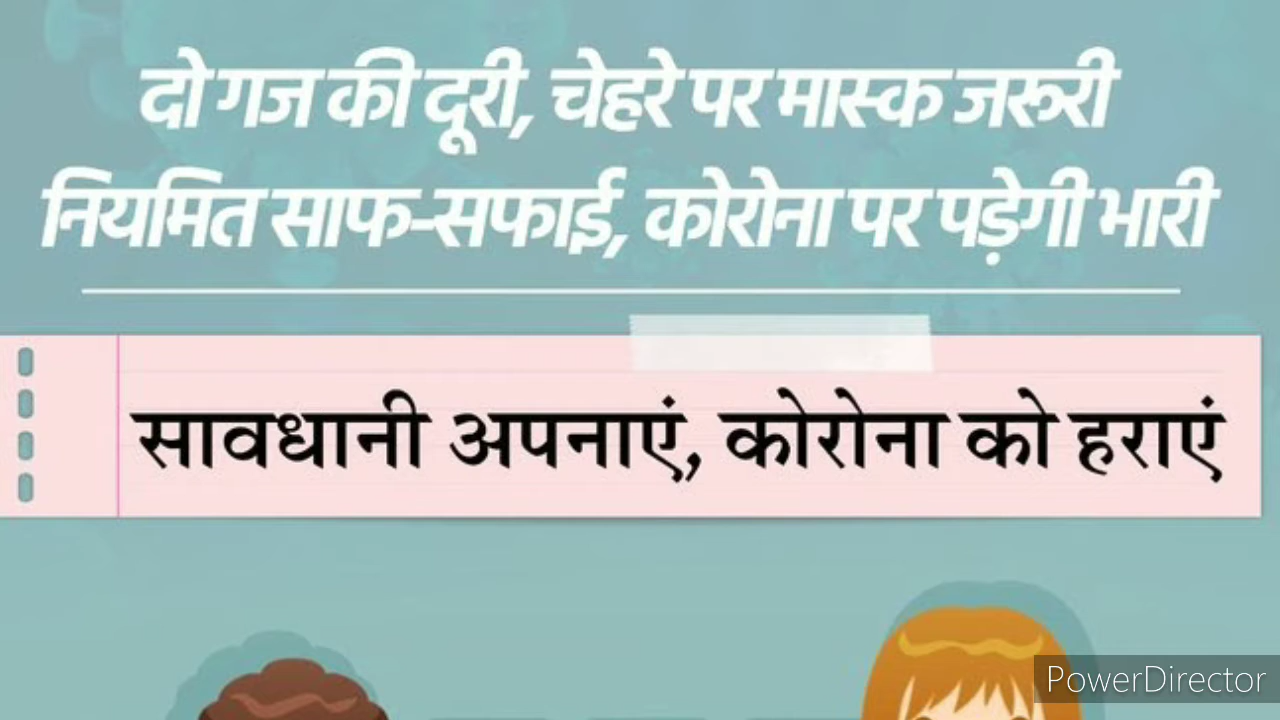 दो गज की दूरी, चेहरे पर मास्क जरूरी
नियमित साफ-सफाई, कोरोना पर पड़ेगी भारी
सावधानी अपनाएं, कोरोना को हराएं
PowerDirector